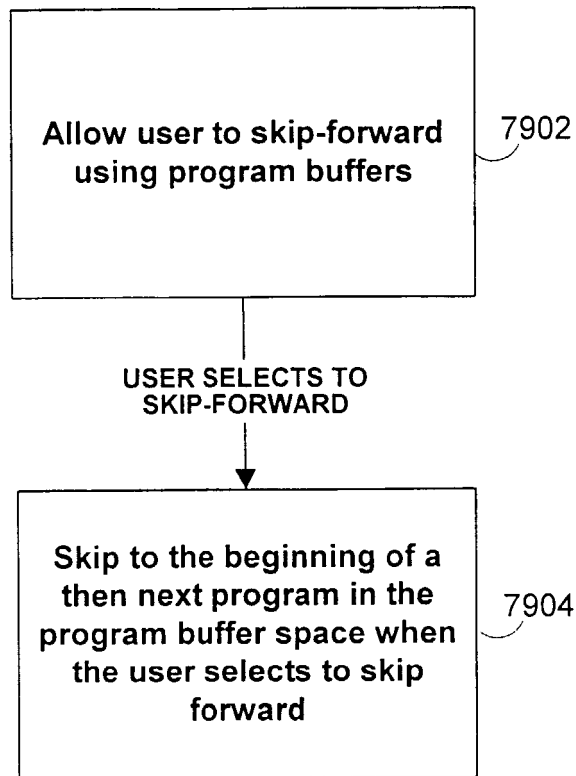 Allow user to skip-forward
using program buffers
7902
USER SELECTS TO
SKIP-FORWARD
Skip to the beginning of a
then next program in the
program buffer space when
the user selects to skip
forward
7904